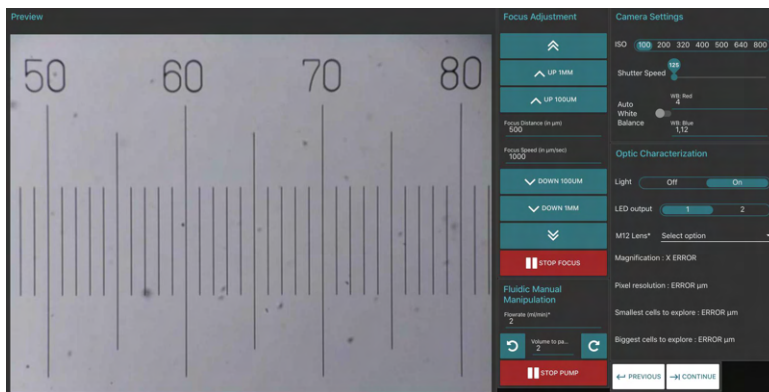 Preview
50 60 70 80
Focus Adjustment
UP 1MM
UP 100UM
Focus Distance (in µm)
500
Focus Speed (in µm/sec)
1000
DOWN 100UM
DOWN 1MM
STOP FOCUS
Fluidic Manual
Manipulation
Flowrate (ml/min)*
2
Volume to pa...
2
STOP PUMP
Camera Settings
ISO 100 200 320 400 500 640 800
125
Shutter Speed
Auto
White
Balance
WB: Red
4
WB: Blue
1,12
Optic Characterization
Light Off On
LED output 1 2
M12 Lens* Select option
Magnification : X ERROR
Pixel resolution : ERROR µm
Smallest cells to explore : ERROR µm
Biggest cells to explore : ERROR µm
PREVIOUS CONTINUE